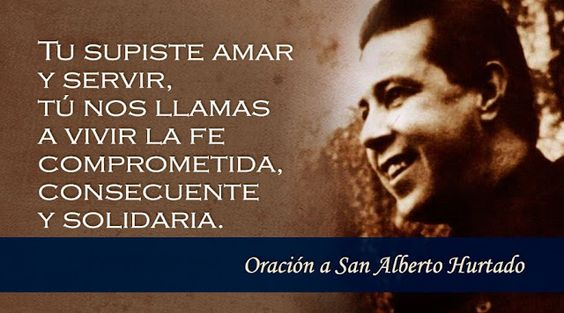 Tu supiste amar
y servir,
tú nos llamas
a vivir la fe
comprometida,
consecuente
y solidaria.
Oración a San Alberto Hurtado